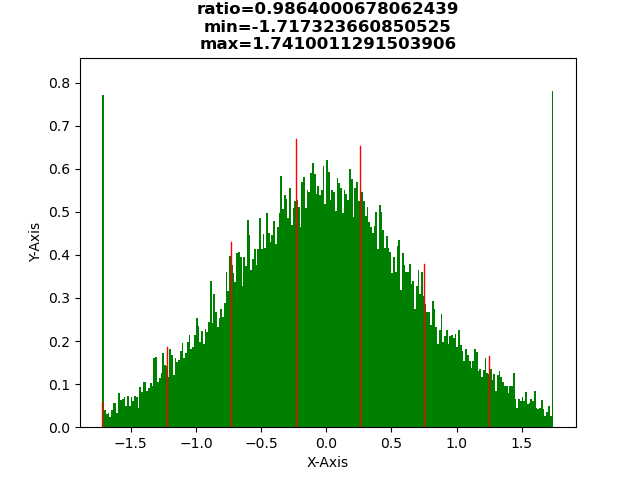 ratio=0.9864000678062439
min=-1.717323660850525
max=1.7410011291503906
0.8
0.7
0.6
0.5
0.4
0.3
0.2
0.1
0.0
Y-Axis
−1.5 −1.0 −0.5 0.0 0.5 1.0 1.5
X-Axis